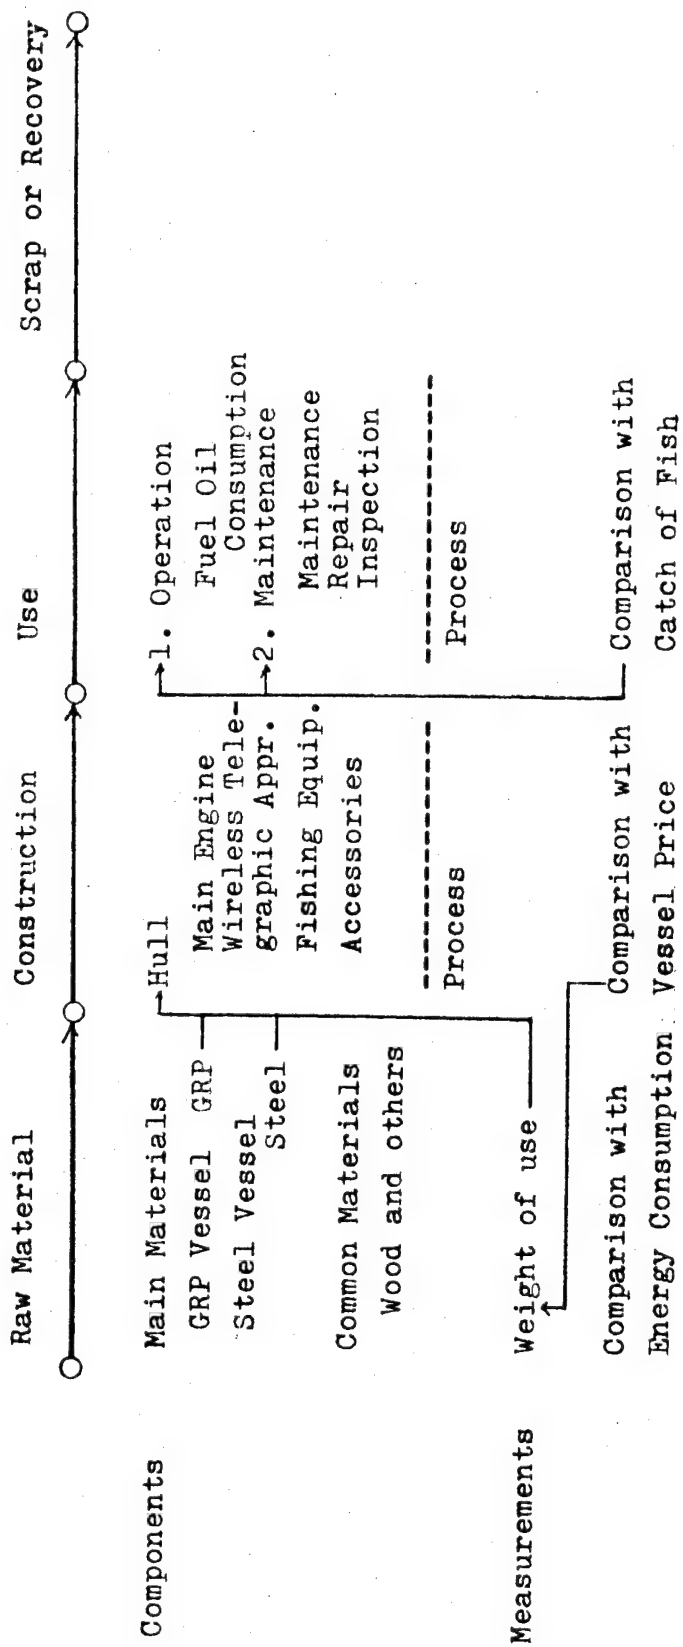 Raw Material
Construction
Use
Scrap or Recovery
Components
Main Materials
GRP Vessel GRP
Steel Vessel
Steel
Common Materials
Wood and others
Hull
Main Engine
Wireless Tele-
graphic Appr.
Fishing Equip.
Accessories
Process
1. Operation
Fuel Oil
Consumption
2. Maintenance
Maintenance
Repair
Inspection
Process
Measurements
Weight of use
Comparison with
Energy Consumption
Comparison with
Vessel Price
Comparison with
Catch of Fish